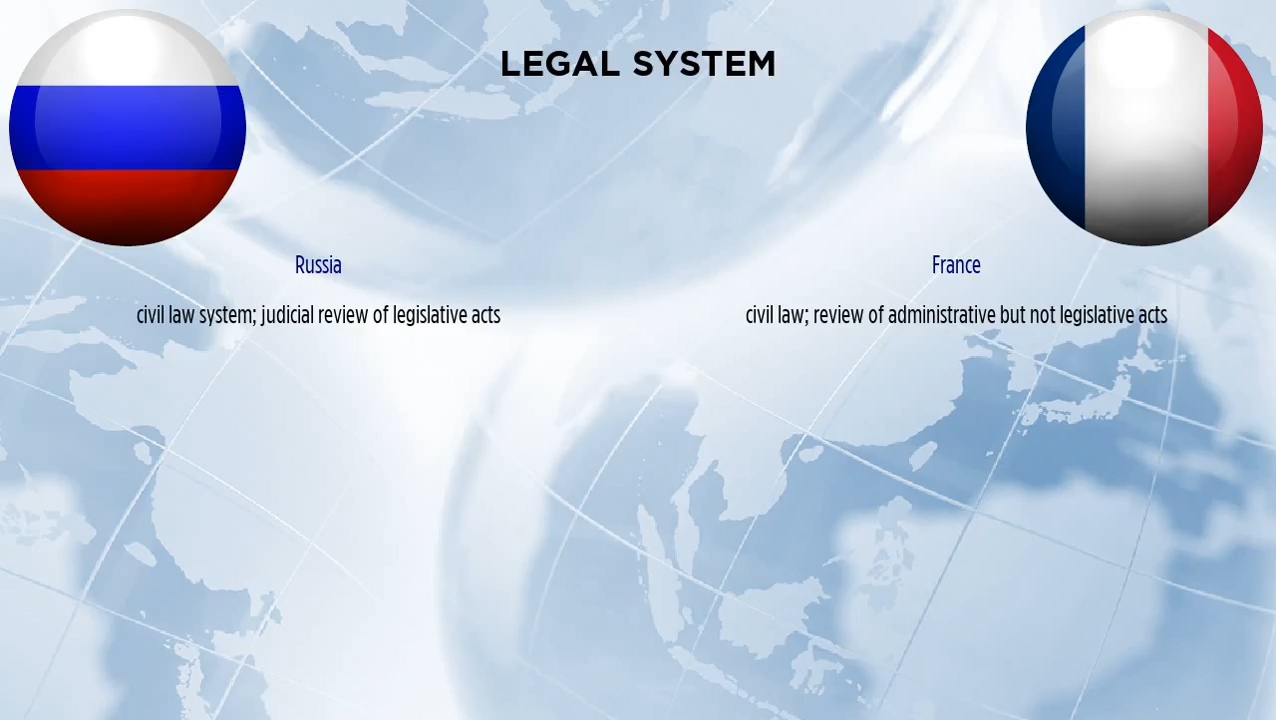 LEGAL SYSTEM
Russia
France
civil law system; judicial review of legislative acts
civil law; review of administrative but not legislative acts